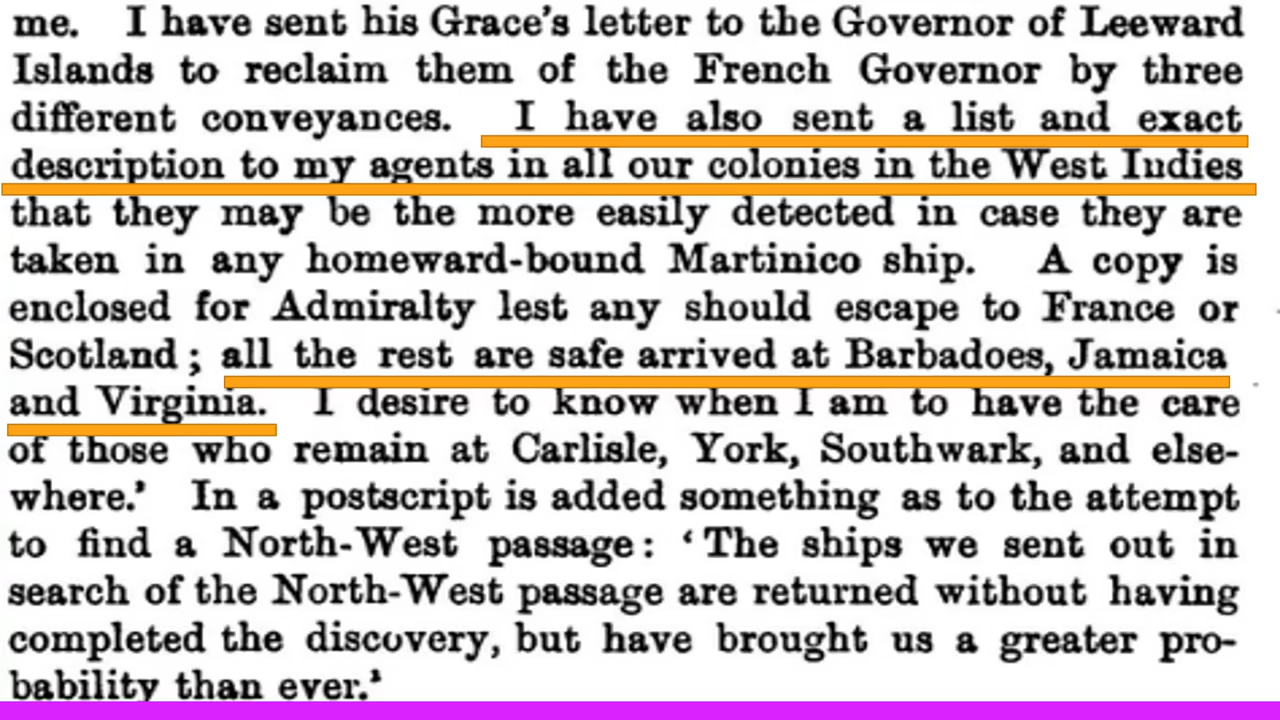 me. I have sent his Grace's letter to the Governor of Leeward
Islands to reclaim them of the French Governor by three
different conveyances. I have also sent a list and exact
description to my agents in all our colonies in the West Indies
that they may be the more easily detected in case they are
taken in any homeward-bound Martinico ship. A copy is
enclosed for Admiralty lest any should escape to France or
Scotland; all the rest are safe arrived at Barbadoes, Jamaica
and Virginia. I desire to know when I am to have the care
of those who remain at Carlisle, York, Southwark, and else-
where.' In a postscript is added something as to the attempt
to find a North-West passage: 'The ships we sent out in
search of the North-West passage are returned without having
completed the discovery, but have brought us a greater pro-
bability than ever.'